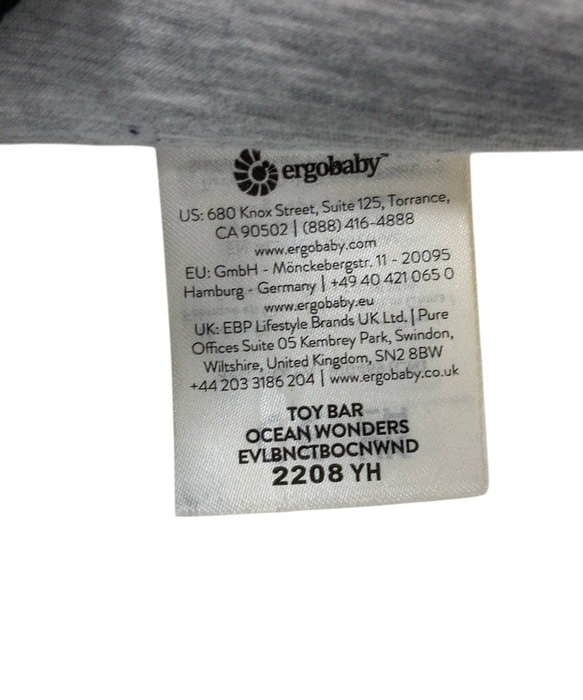 ergobaby™
US: 680 Knox Street, Suite 125, Torrance,
CA 90502 | (888) 416-4888
www.ergobaby.com
EU: GmbH - Mönckebergstr. 11 - 20095
Hamburg - Germany | +49 40 421 065 0
www.ergobaby.eu
UK: EBP Lifestyle Brands UK Ltd. | Pure
Offices Suite 05 Kembrey Park, Swindon,
Wiltshire, United Kingdom, SN2 8BW
+44 203 3186 204 | www.ergobaby.co.uk
TOY BAR
OCEAN WONDERS
EVLBNCTBOCNWND
2208 YH